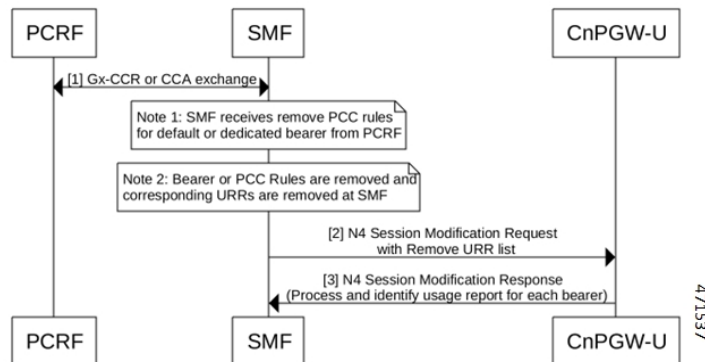 PCRF
SMF
CnPGW-U
[1] Gx-CCR or CCA exchange
Note 1: SMF receives remove PCC rules
for default or dedicated bearer from PCRF
Note 2: Bearer or PCC Rules are removed and
corresponding URRs are removed at SMF
[2] N4 Session Modification Request
with Remove URR list
[3] N4 Session Modification Response
(Process and identify usage report for each bearer)
PCRF
SMF
CnPGW-U